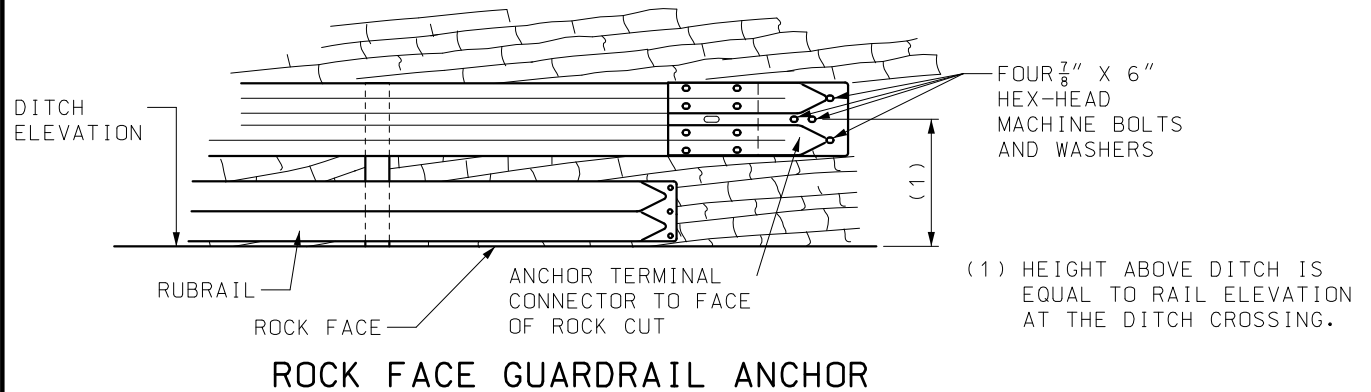 DITCH
ELEVATION
FOUR 7/8" X 6"
HEX-HEAD
MACHINE BOLTS
AND WASHERS
(1)
RUBRAIL
ROCK FACE
ANCHOR TERMINAL
CONNECTOR TO FACE
OF ROCK CUT
(1) HEIGHT ABOVE DITCH IS
EQUAL TO RAIL ELEVATION
AT THE DITCH CROSSING.
ROCK FACE GUARDRAIL ANCHOR